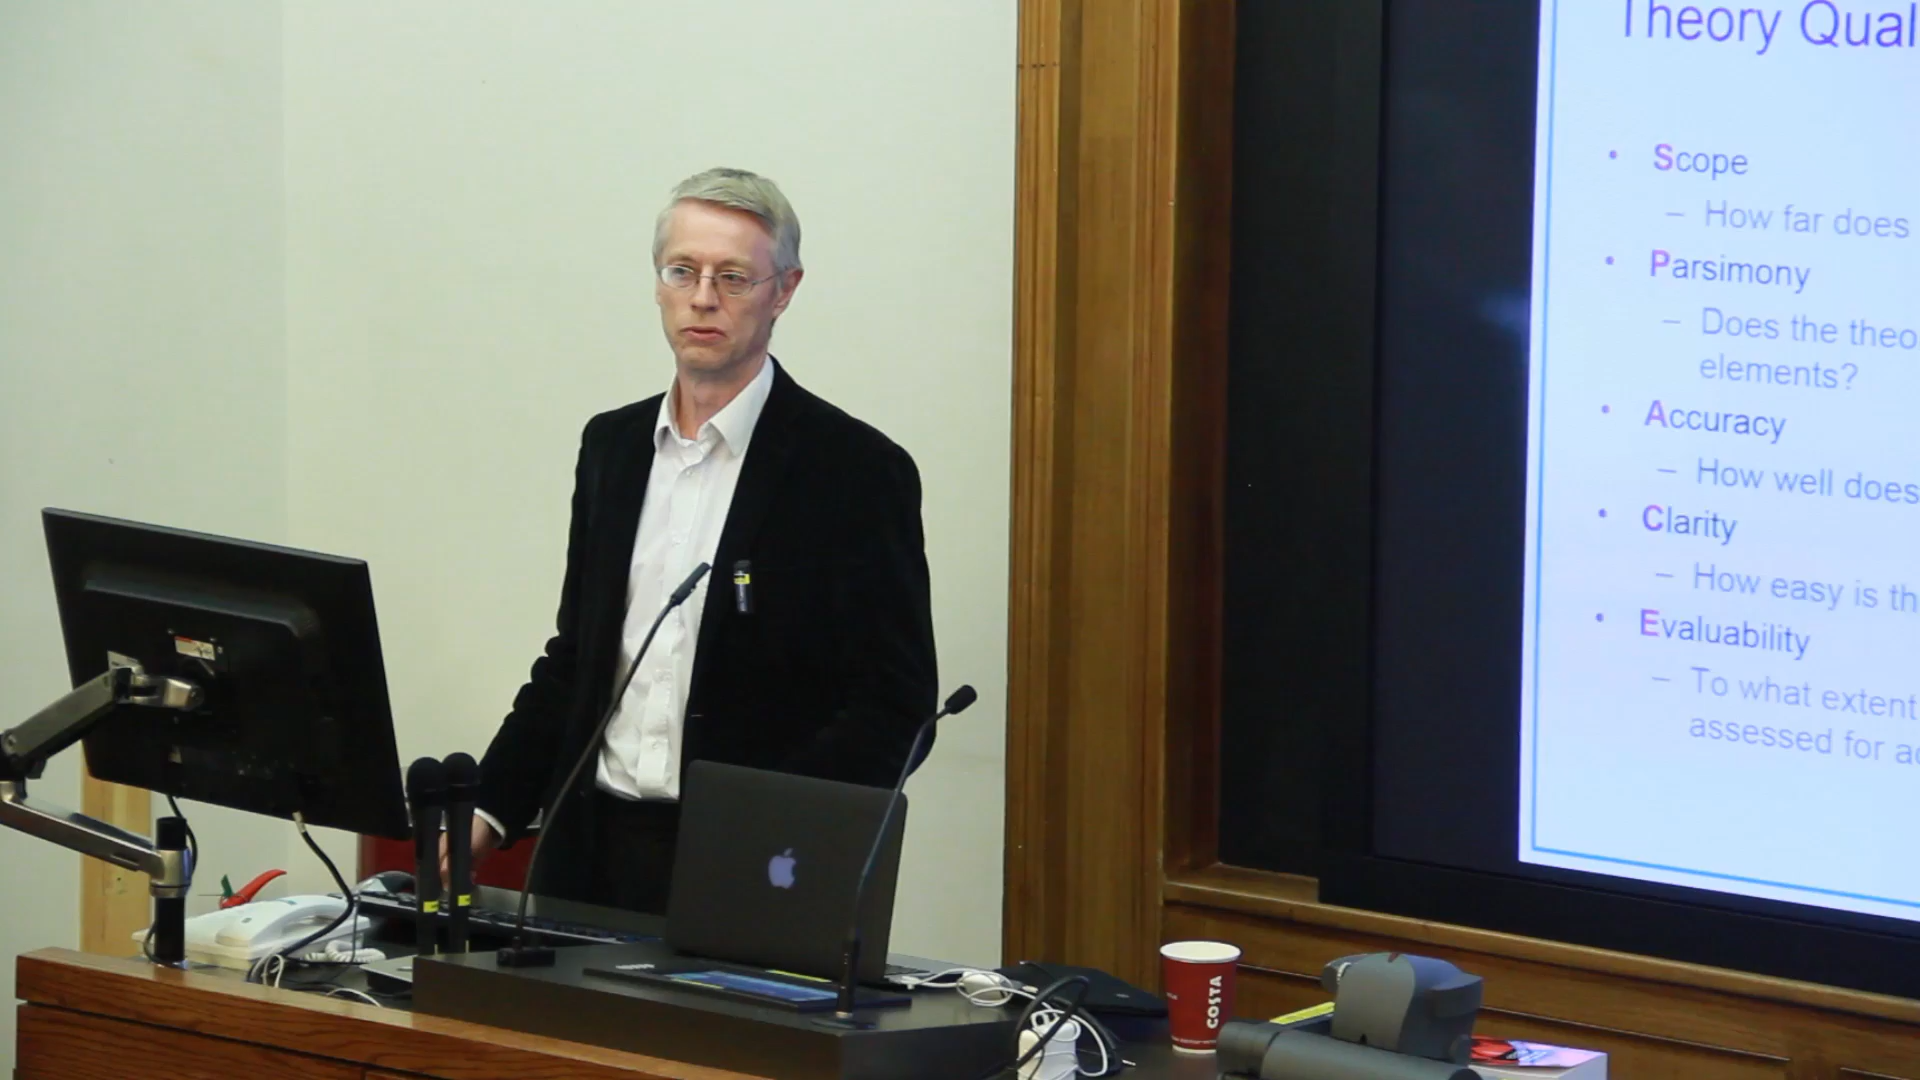 Theory Qual
• Scope
– How far does
• Parsimony
– Does the theo
elements?
• Accuracy
– How well does
• Clarity
– How easy is th
• Evaluability
– To what extent
assessed for ac
COSTA